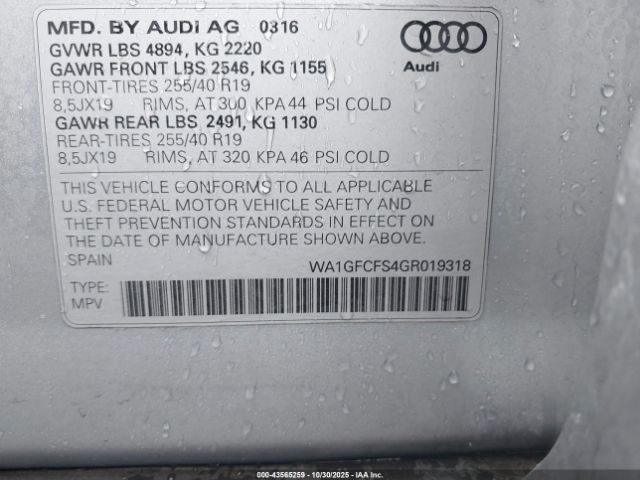 MFD. BY AUDI AG 0316
GVWR LBS 4894, KG 2220
GAWR FRONT LBS 2546, KG 1155
FRONT-TIRES 255/40 R19
8,5JX19 RIMS, AT 300 KPA 44 PSI COLD
GAWR REAR LBS 2491, KG 1130
REAR-TIRES 255/40 R19
8,5JX19 RIMS, AT 320 KPA 46 PSI COLD
Audi
THIS VEHICLE CONFORMS TO ALL APPLICABLE
U.S. FEDERAL MOTOR VEHICLE SAFETY AND
THEFT PREVENTION STANDARDS IN EFFECT ON
THE DATE OF MANUFACTURE SHOWN ABOVE.
SPAIN
WA1GFCFS4GR019318
TYPE:
MPV
000-43565259 | 10/30/2025 | IAA Inc.